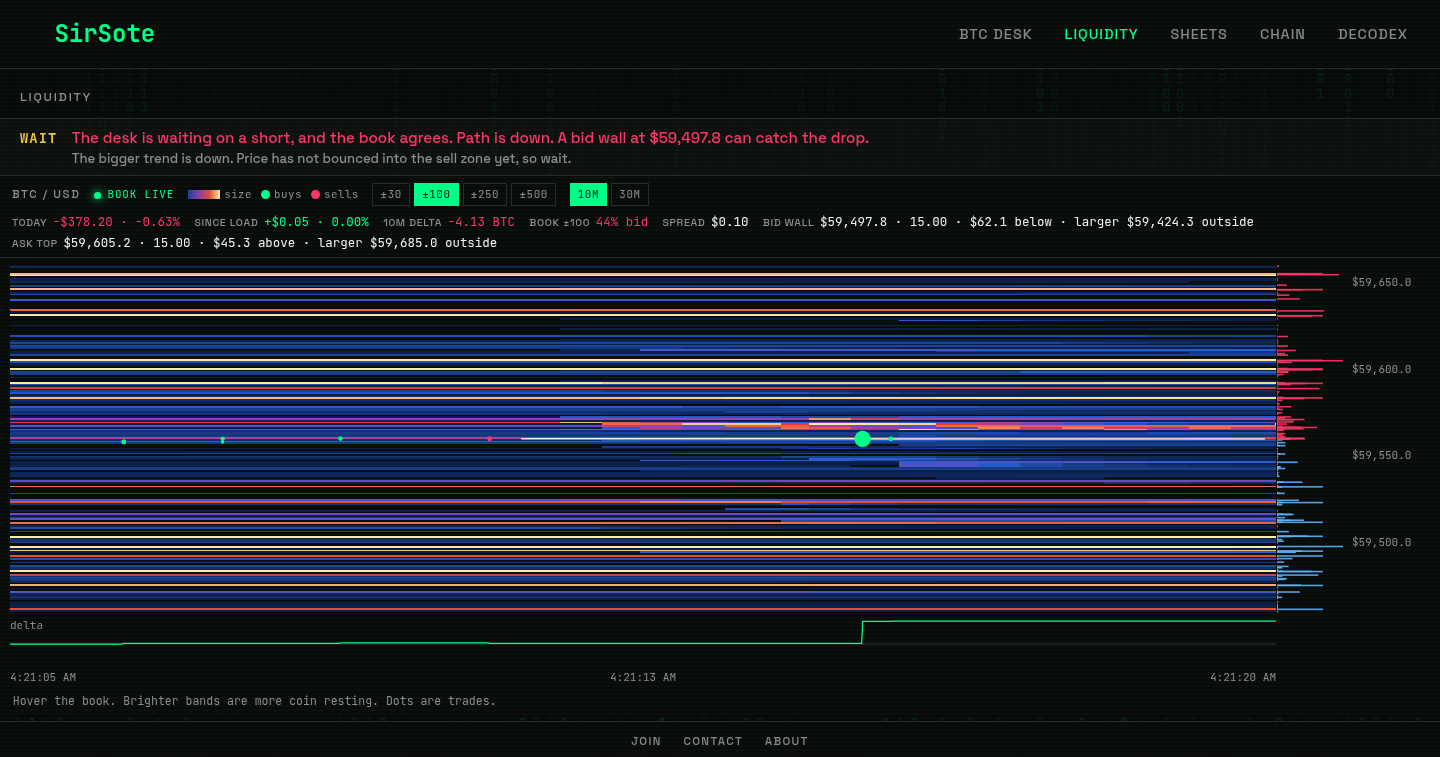 SirSote
BTC DESK LIQUIDITY SHEETS CHAIN DECODEX
LIQUIDITY
WAIT The desk is waiting on a short, and the book agrees. Path is down. A bid wall at $59,497.8 can catch the drop.
The bigger trend is down. Price has not bounced into the sell zone yet, so wait.
BTC / USD BOOK LIVE size buys sells ±30 ±100 ±250 ±500 10M 30M
TODAY -$378.20 · -0.63% SINCE LOAD +$0.05 · 0.00% 10M DELTA -4.13 BTC BOOK ±100 44% bid SPREAD $0.10 BID WALL $59,497.8 · 15.00 · $62.1 below · larger $59,424.3 outside
ASK TOP $59,605.2 · 15.00 · $45.3 above · larger $59,685.0 outside
$59,650.0
$59,600.0
$59,550.0
$59,500.0
delta
4:21:05 AM 4:21:13 AM 4:21:20 AM
Hover the book. Brighter bands are more coin resting. Dots are trades.
JOIN CONTACT ABOUT